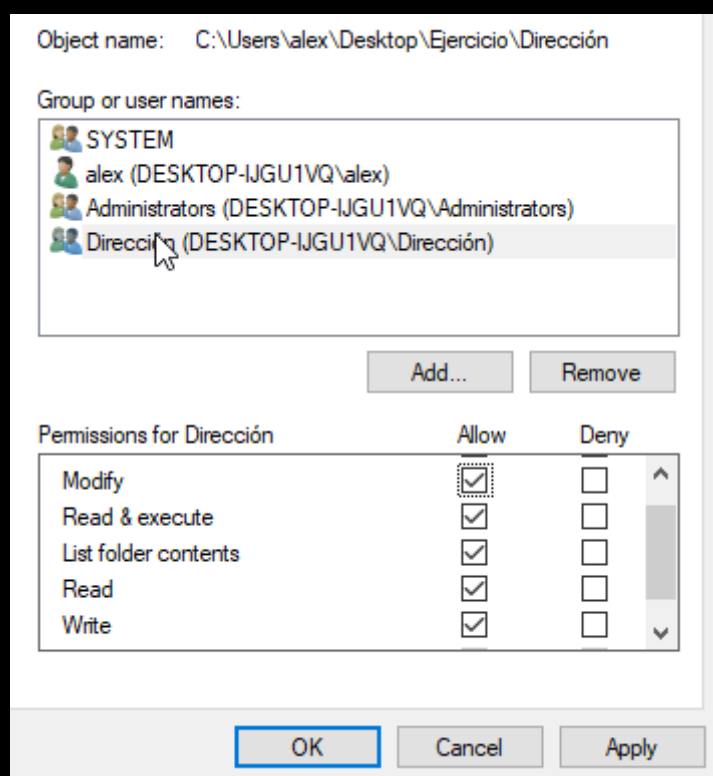 Object name: C:\Users\alex\Desktop\Ejercicio\Dirección
Group or user names:
SYSTEM
alex (DESKTOP-IJGU1VQ\alex)
Administrators (DESKTOP-IJGU1VQ\Administrators)
Dirección (DESKTOP-IJGU1VQ\Dirección)
Add... Remove
Permissions for Dirección Allow Deny
Modify
Read & execute
List folder contents
Read
Write
OK Cancel Apply